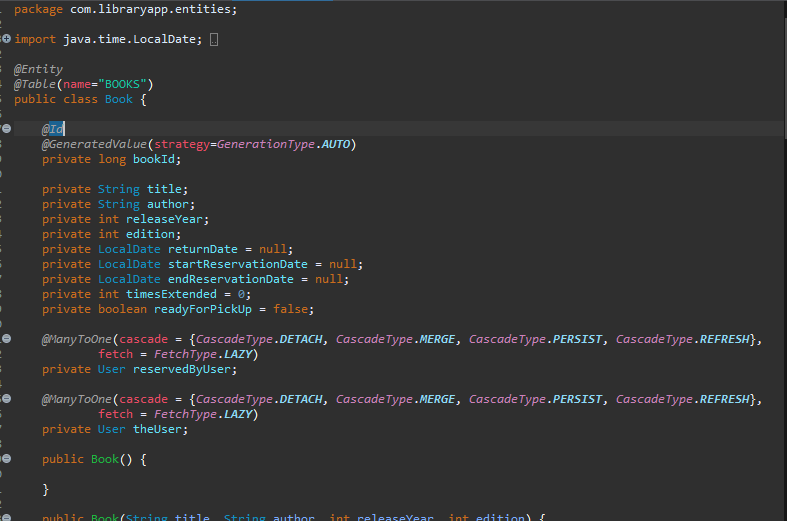 package com.libraryapp.entities;
import java.time.LocalDate;
@Entity
@Table(name="BOOKS")
public class Book {
@Id
@GeneratedValue(strategy=GenerationType.AUTO)
private long bookId;
private String title;
private String author;
private int releaseYear;
private int edition;
private LocalDate returnDate = null;
private LocalDate startReservationDate = null;
private LocalDate endReservationDate = null;
private int timesExtended = 0;
private boolean readyForPickUp = false;
@ManyToOne(cascade = {CascadeType.DETACH, CascadeType.MERGE, CascadeType.PERSIST, CascadeType.REFRESH},
fetch = FetchType.LAZY)
private User reservedByUser;
@ManyToOne(cascade = {CascadeType.DETACH, CascadeType.MERGE, CascadeType.PERSIST, CascadeType.REFRESH},
fetch = FetchType.LAZY)
private User theUser;
public Book() {
}
public Book(String title, String author, int releaseYear, int edition) {